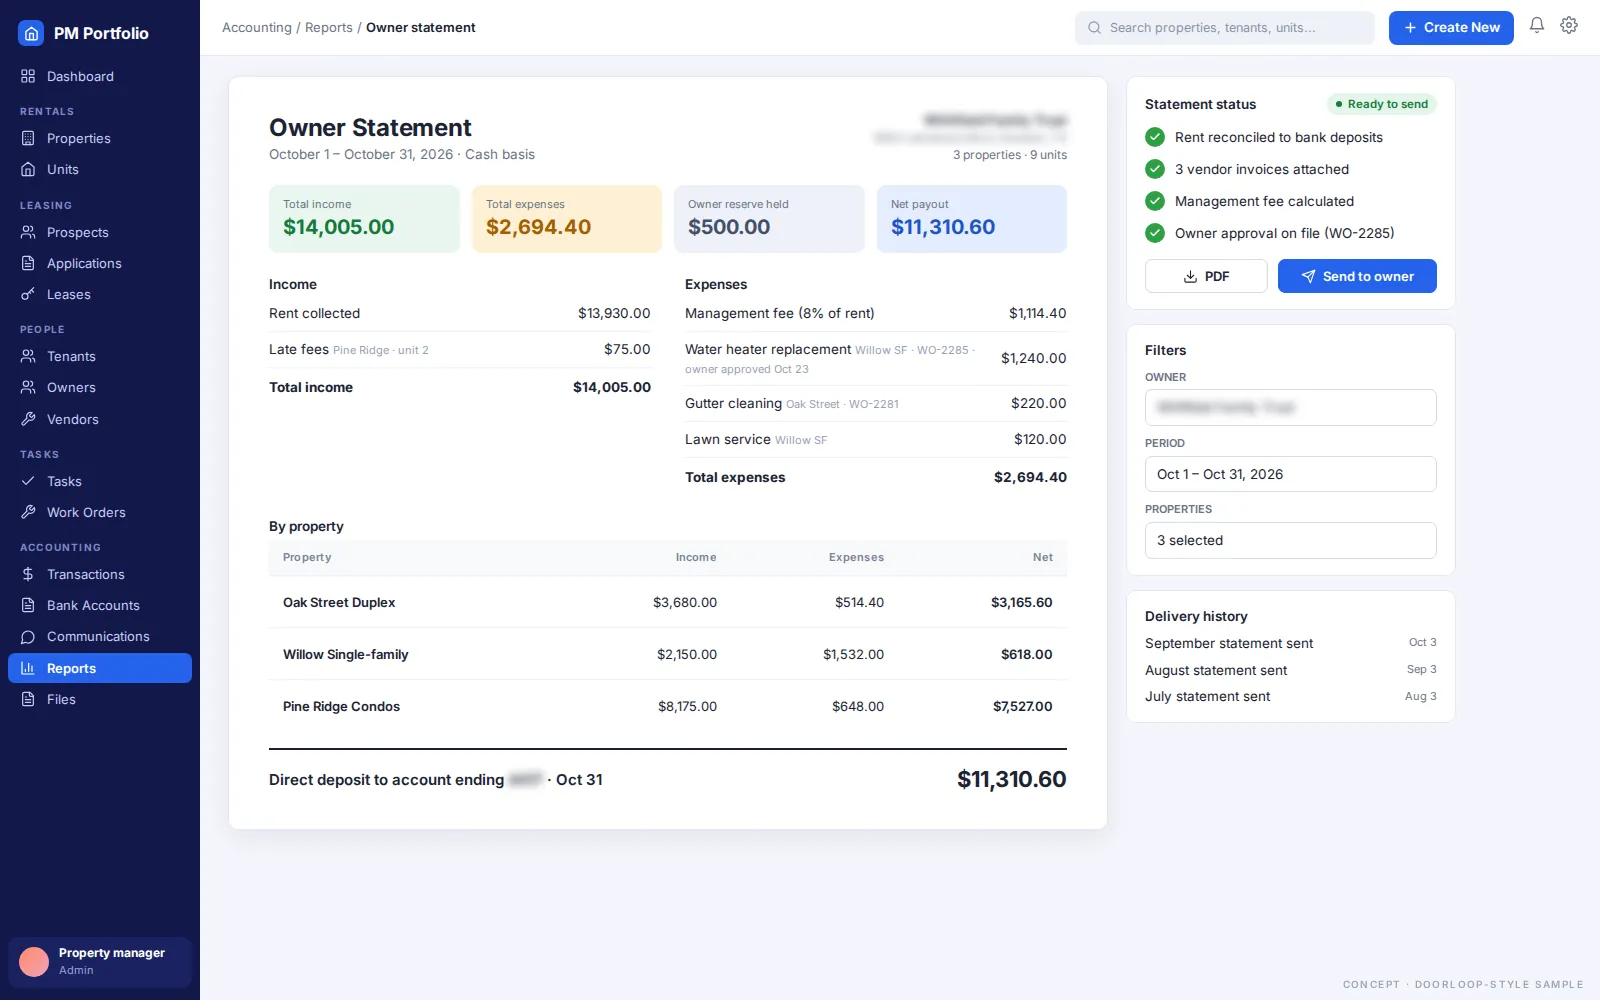 PM Portfolio
Dashboard
RENTALS
Properties
Units
LEASING
Prospects
Applications
Leases
PEOPLE
Tenants
Owners
Vendors
TASKS
Tasks
Work Orders
ACCOUNTING
Transactions
Bank Accounts
Communications
Reports
Files
Property manager
Admin
Accounting / Reports / Owner statement
Search properties, tenants, units...
Create New
Owner Statement
October 1 – October 31, 2026 · Cash basis
3 properties · 9 units
Total income
$14,005.00
Total expenses
$2,694.40
Owner reserve held
$500.00
Net payout
$11,310.60
Income
Rent collected $13,930.00
Late fees Pine Ridge · unit 2 $75.00
Total income $14,005.00
Expenses
Management fee (8% of rent) $1,114.40
Water heater replacement Willow SF · WO-2285 · $1,240.00
owner approved Oct 23
Gutter cleaning Oak Street · WO-2281 $220.00
Lawn service Willow SF $120.00
Total expenses $2,694.40
By property
Property Income Expenses Net
Oak Street Duplex $3,680.00 $514.40 $3,165.60
Willow Single-family $2,150.00 $1,532.00 $618.00
Pine Ridge Condos $8,175.00 $648.00 $7,527.00
Direct deposit to account ending · Oct 31 $11,310.60
Statement status Ready to send
Rent reconciled to bank deposits
3 vendor invoices attached
Management fee calculated
Owner approval on file (WO-2285)
PDF Send to owner
Filters
OWNER
PERIOD
Oct 1 – Oct 31, 2026
PROPERTIES
3 selected
Delivery history
September statement sent Oct 3
August statement sent Sep 3
July statement sent Aug 3
CONCEPT · DOORLOOP-STYLE SAMPLE